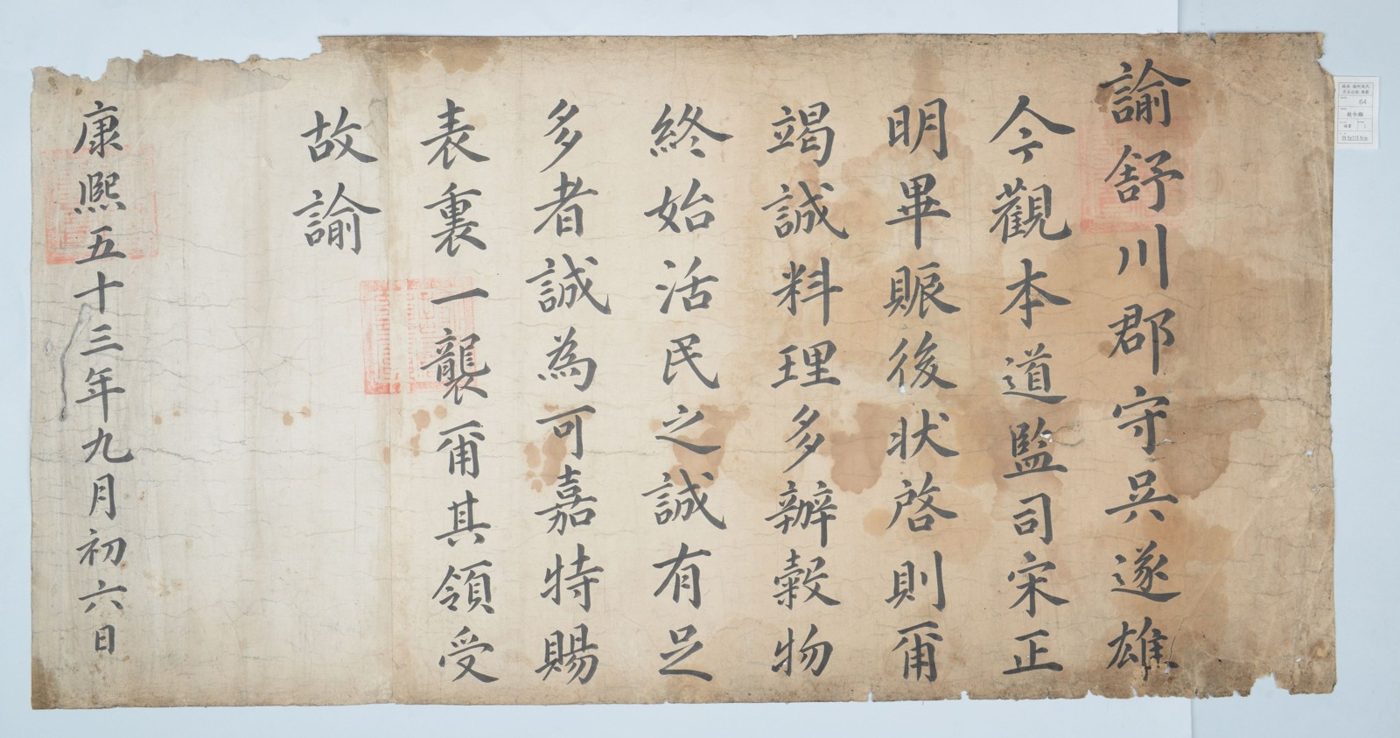 諭舒川郡守吳遂雄
今觀本道監司宋正
明畢賑後狀啓則爾
竭誠料理多辦穀物
終始活民之誠有足
多者誠為可嘉特賜
表裏一襲爾其領受
故諭
康熙五十三年九月初六日
64